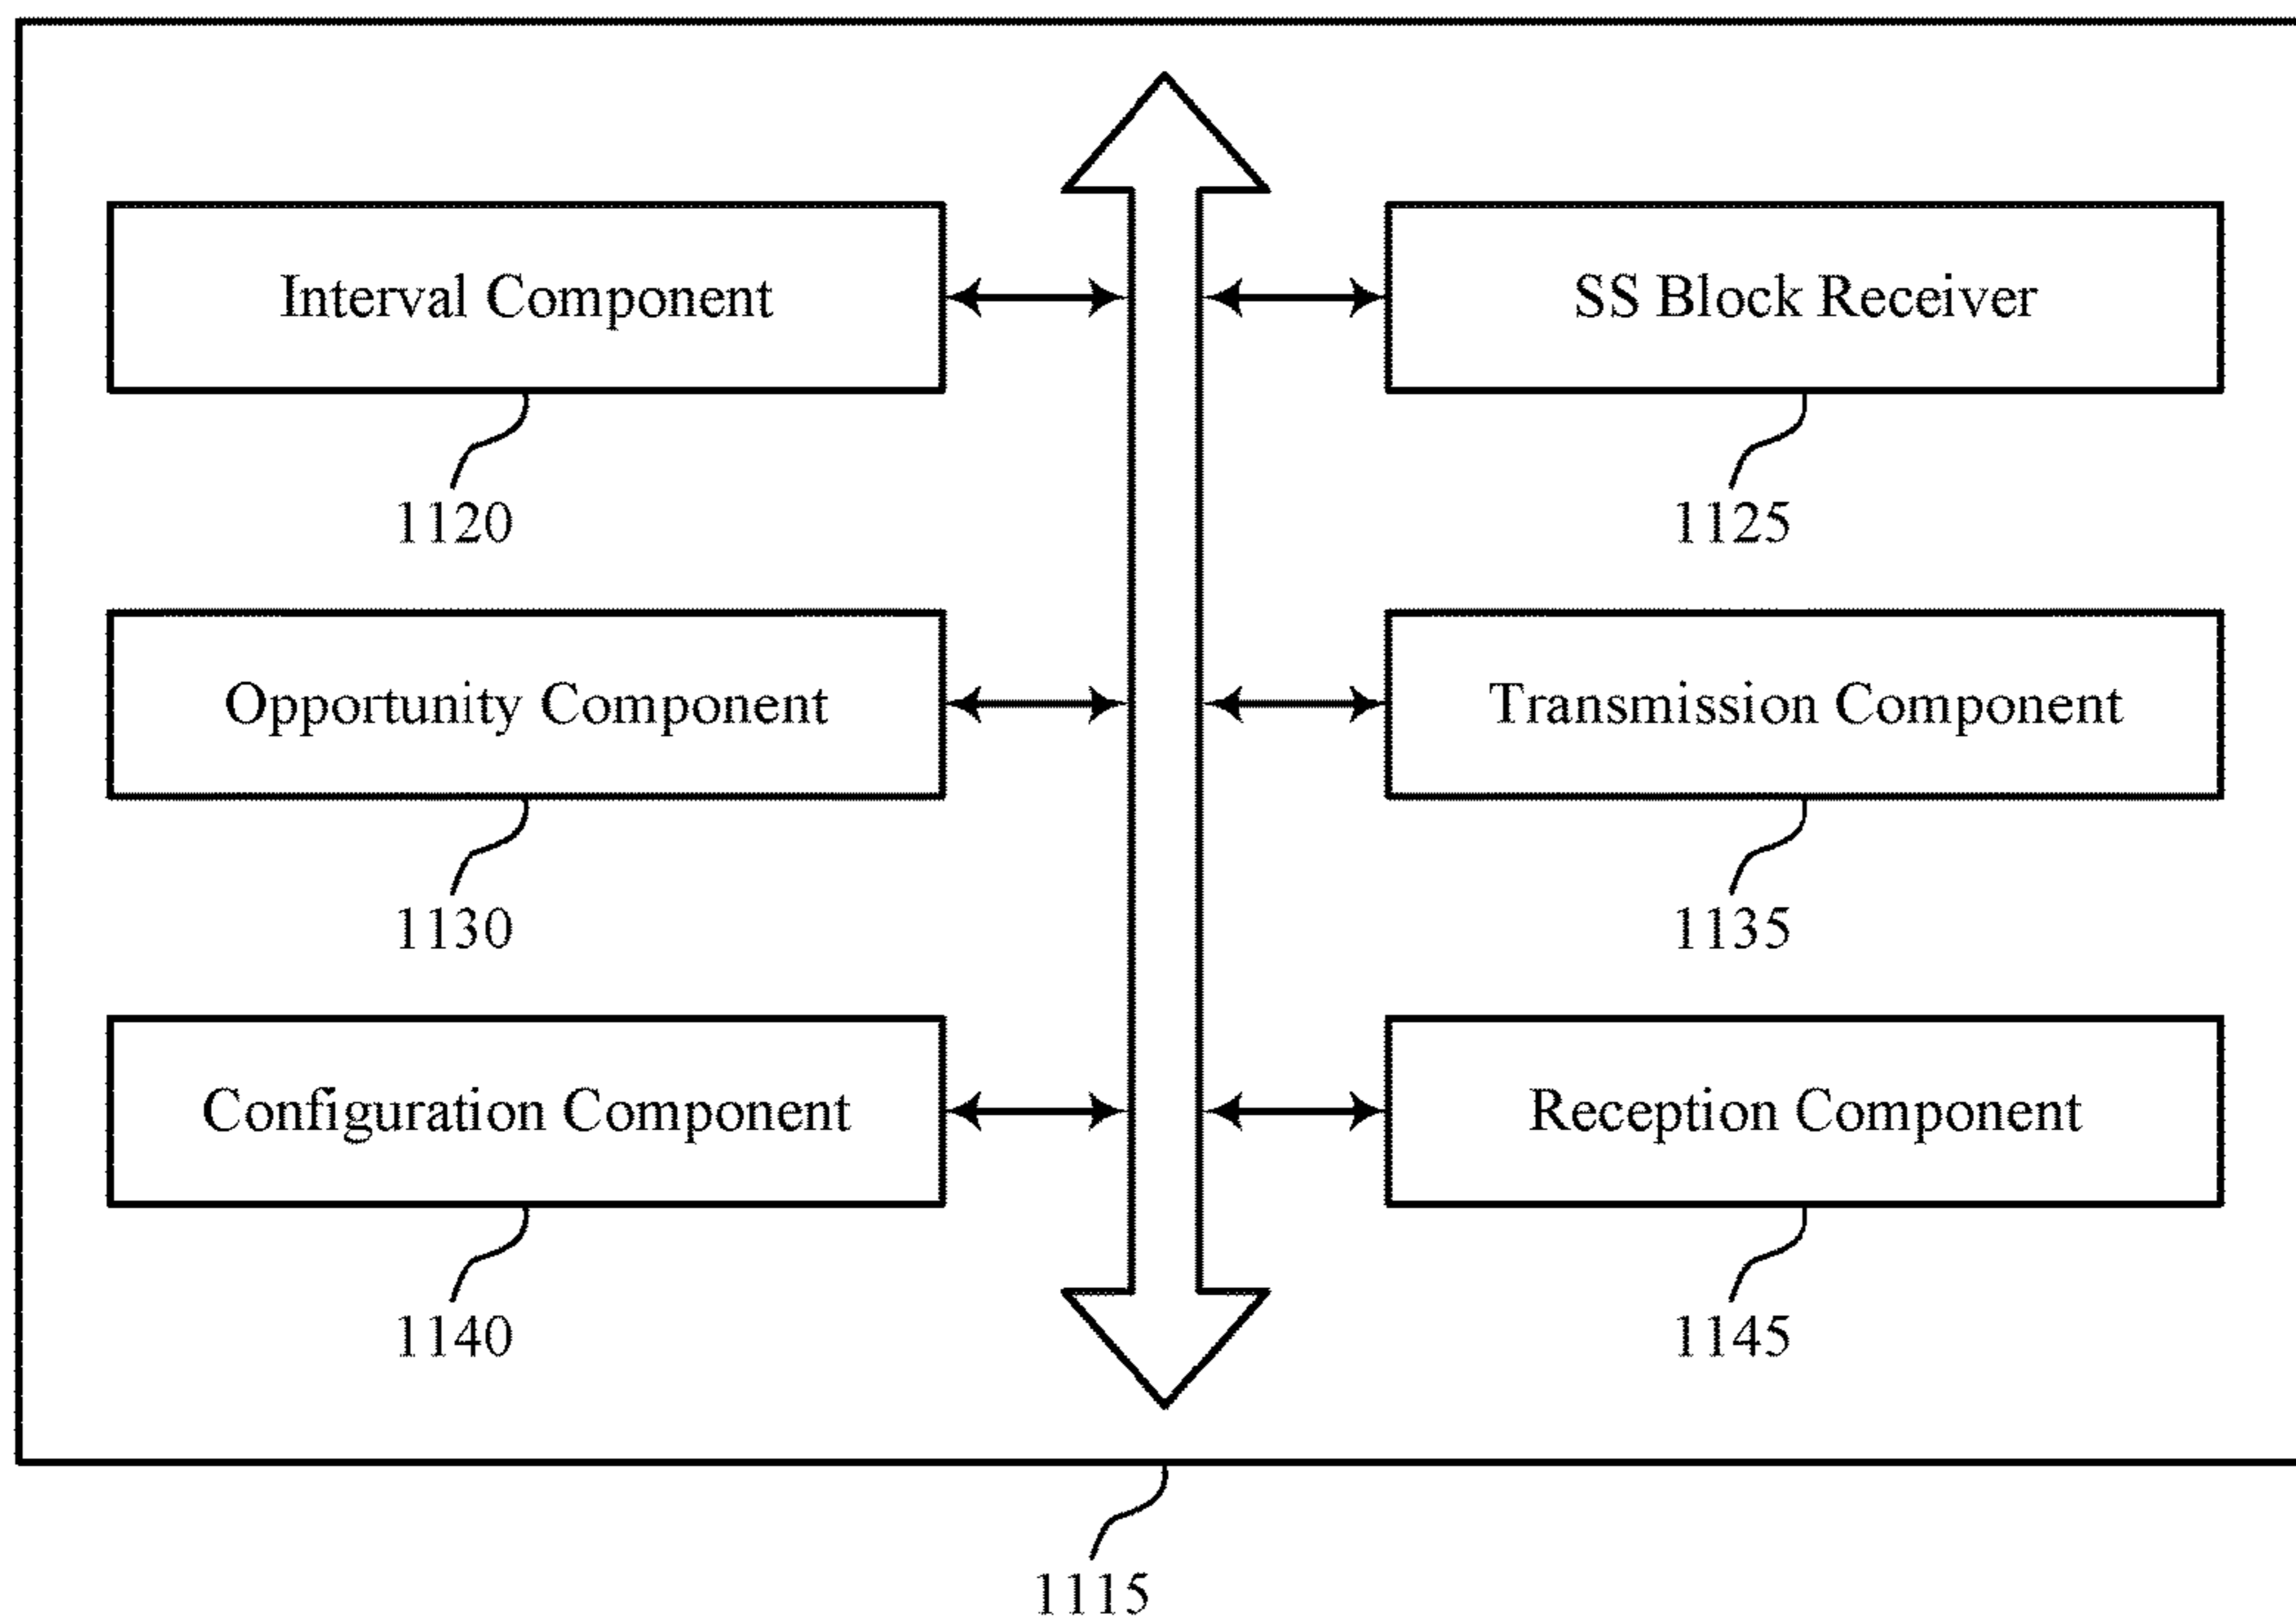 Interval Component
SS Block Receiver
1120
1125
Opportunity Component
Transmission Component
1130
1135
Configuration Component
Reception Component
1140
1145
1115